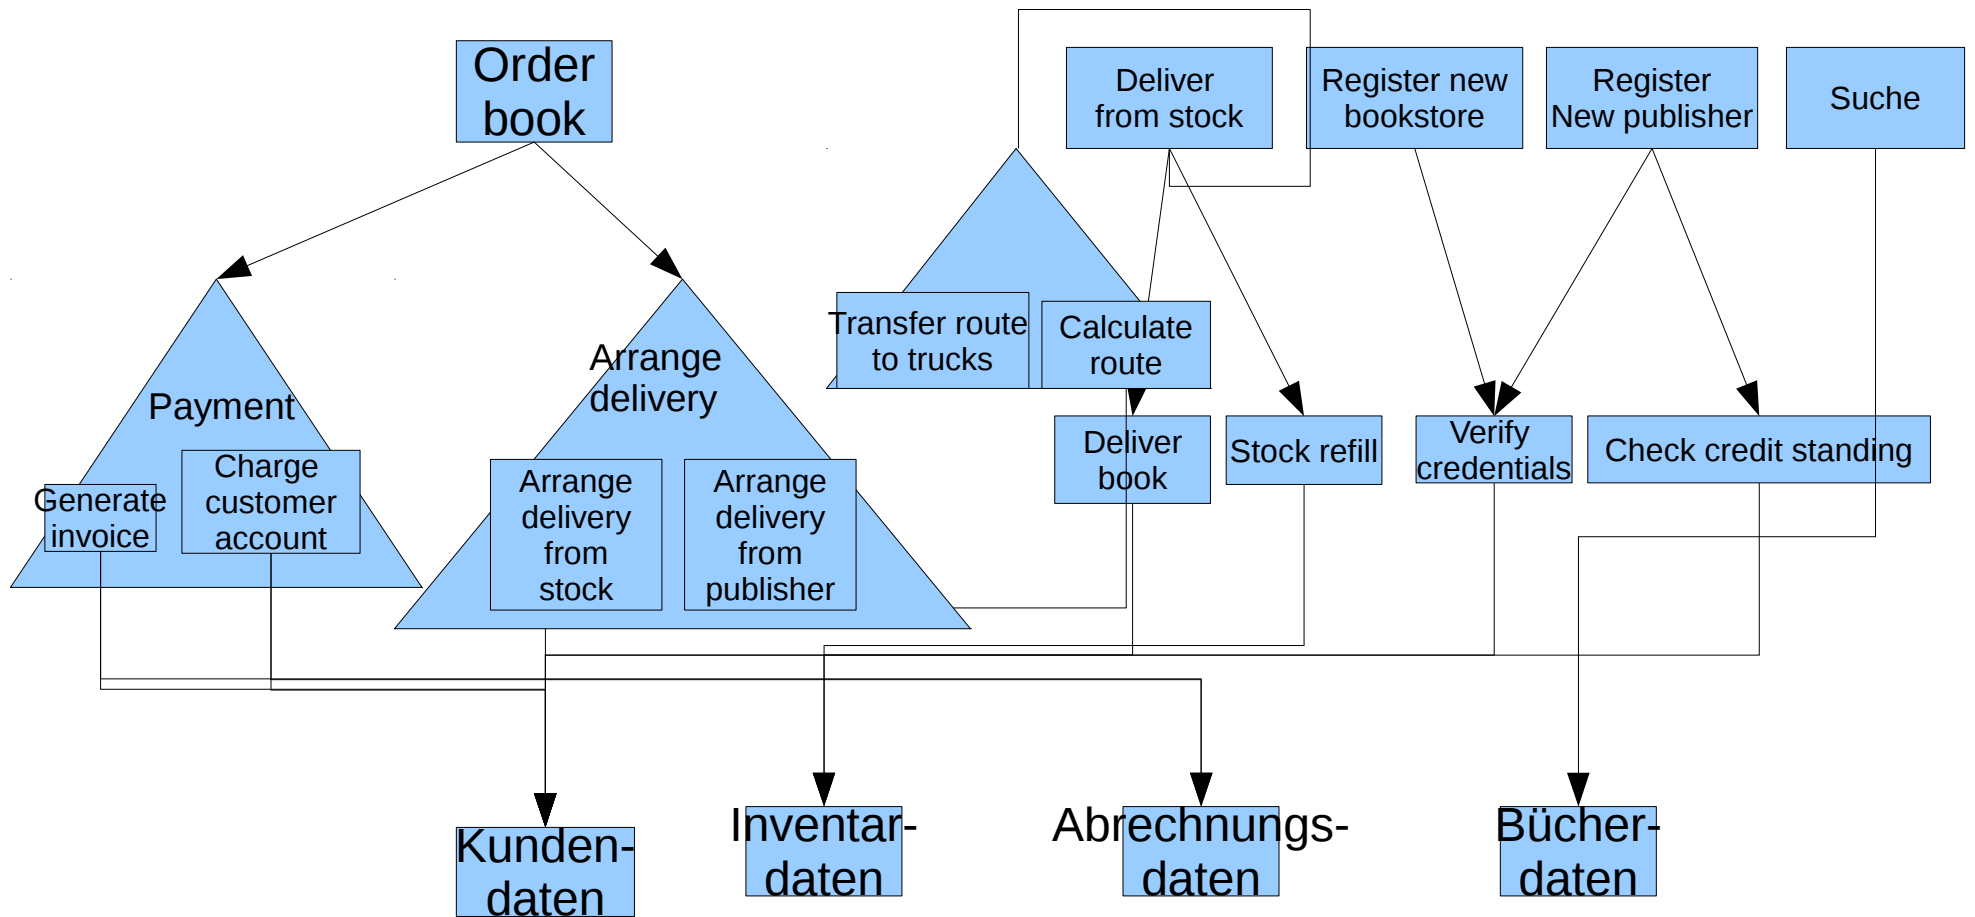 Order
book
Deliver
from stock
Register new
bookstore
Register
New publisher
Suche
Transfer route
to trucks
Calculate
route
Payment
Arrange
delivery
Generate
invoice
Charge
customer
account
Arrange
delivery
from
stock
Arrange
delivery
from
publisher
Deliver
book
Stock refill
Verify
credentials
Check credit standing
Kunden-
daten
Inventar-
daten
Abrechnungs-
daten
Bücher-
daten